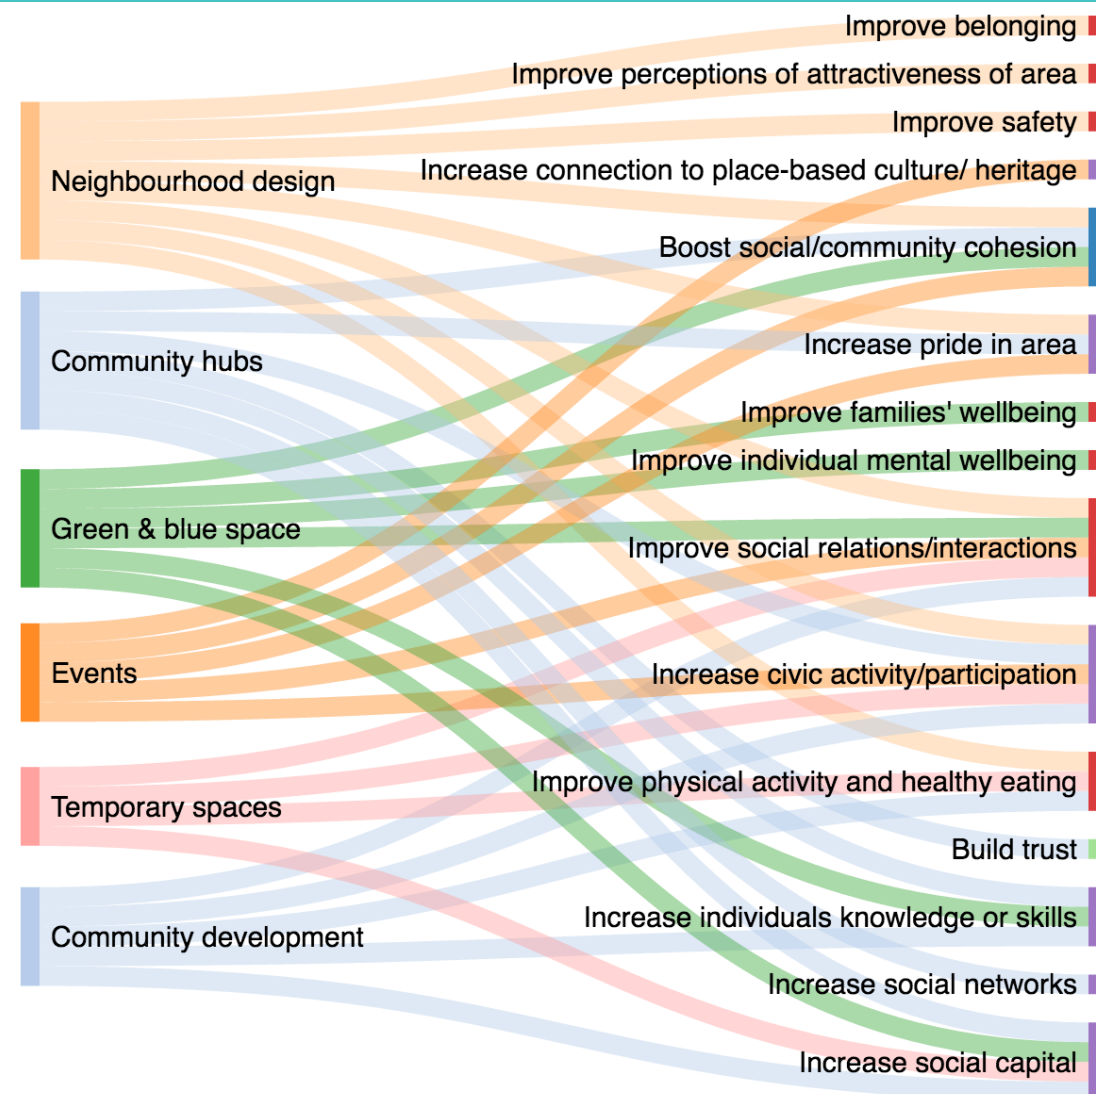 Improve belonging
Improve perceptions of attractiveness of area
Improve safety
Increase connection to place-based culture/ heritage
Neighbourhood design
Boost social/community cohesion
Increase pride in area
Community hubs
Improve families' wellbeing
Improve individual mental wellbeing
Green & blue space
Improve social relations/interactions
Events
Increase civic activity/participation
Improve physical activity and healthy eating
Temporary spaces
Build trust
Increase individuals knowledge or skills
Community development
Increase social networks
Increase social capital